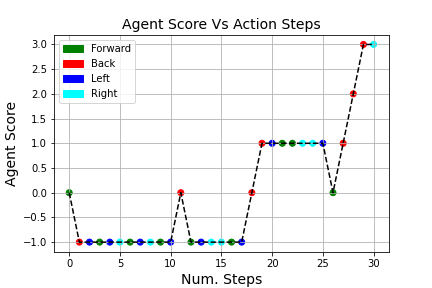 Agent Score Vs Action Steps
Agent Score
3.0
2.5
2.0
1.5
1.0
0.5
0.0
−0.5
−1.0
Forward
Back
Left
Right
0 5 10 15 20 25 30
Num. Steps